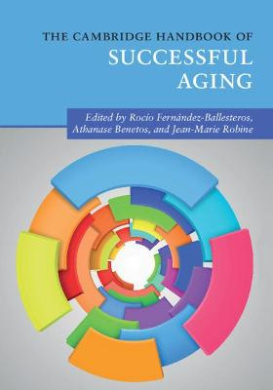 THE CAMBRIDGE HANDBOOK OF
SUCCESSFUL
AGING
Edited by Rocío Fernández-Ballesteros,
Athanase Benetos, and Jean-Marie Robine